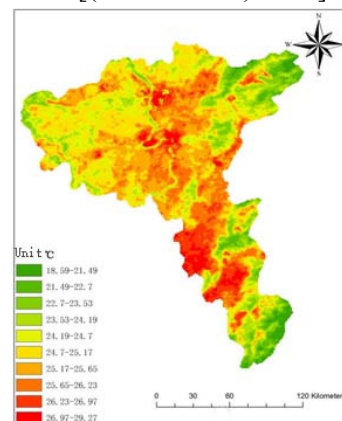 N
W
E
S
Unit:℃
18.59-21.49
21.49-22.7
22.7-23.53
23.53-24.19
24.19-24.7
24.7-25.17
25.17-25.65
25.65-26.23
26.23-26.97
26.97-29.27
0 30 60 120 Kilometer